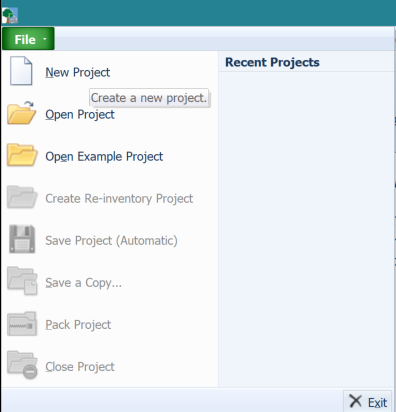 File
New Project
Recent Projects
Create a new project.
Open Project
Open Example Project
Create Re-inventory Project
Save Project (Automatic)
Save a Copy...
Pack Project
Close Project
Exit